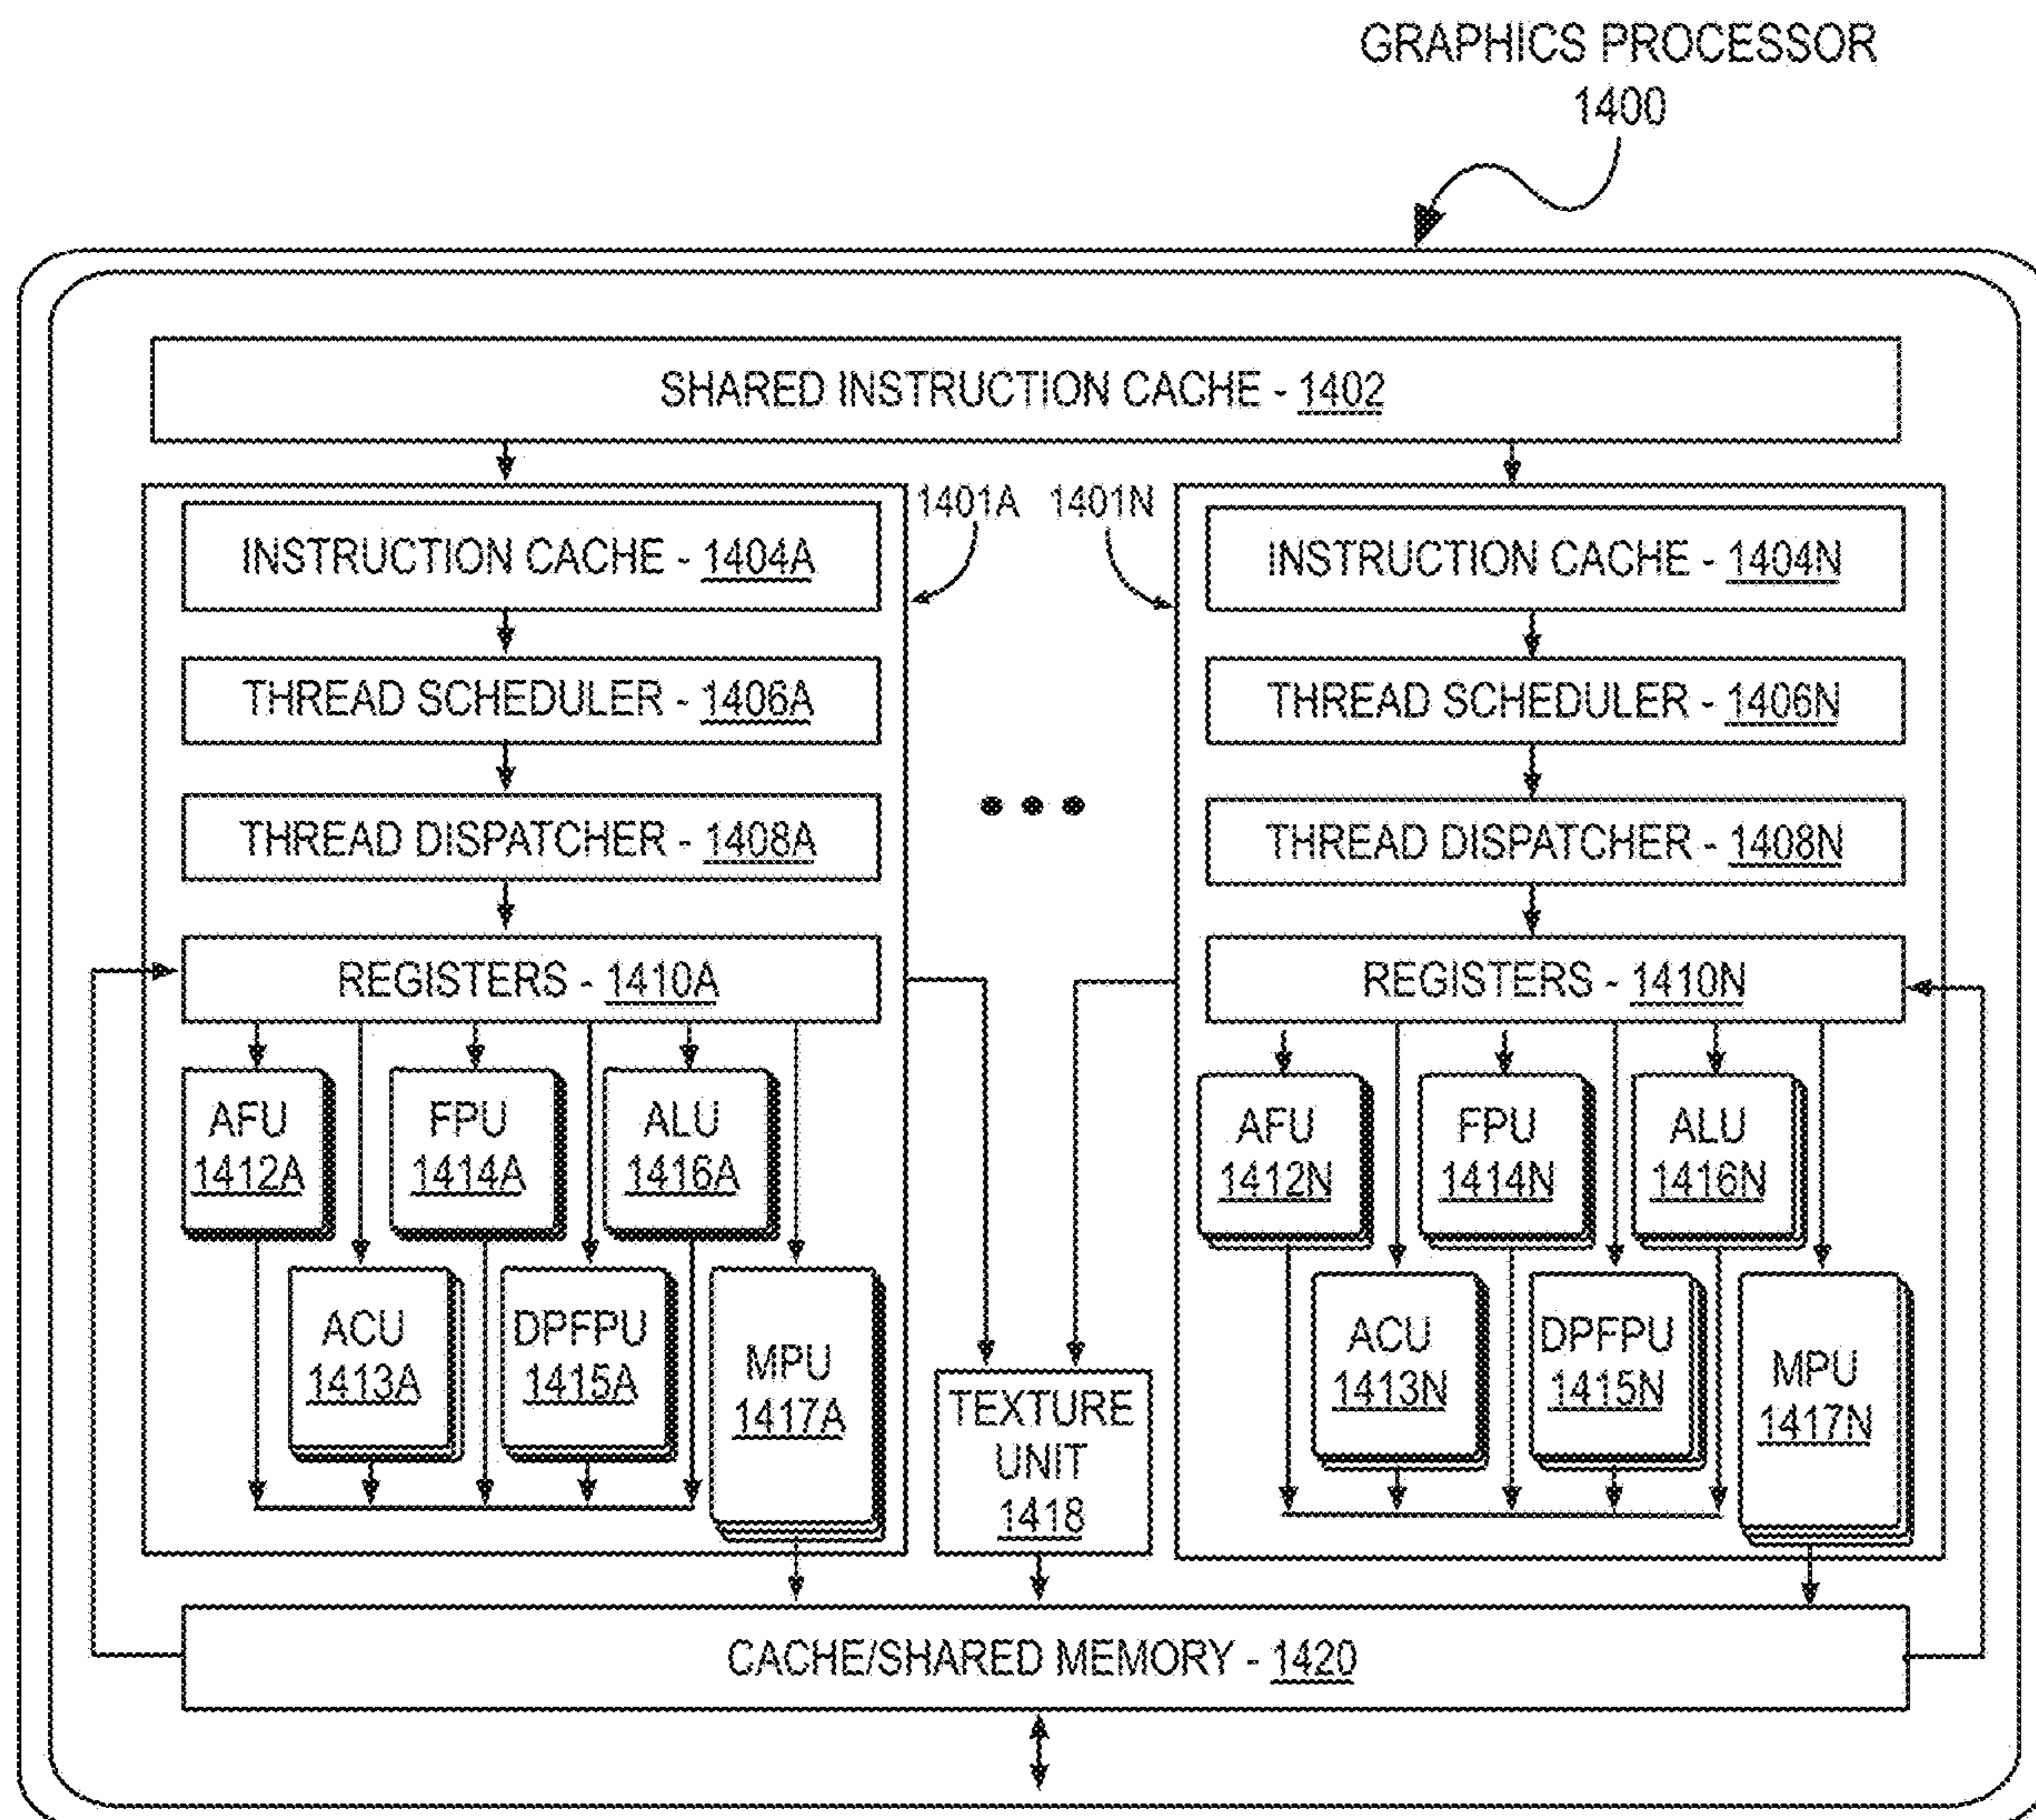 GRAPHICS PROCESSOR
1400
SHARED INSTRUCTION CACHE - 1402
1401A
1401N
INSTRUCTION CACHE - 1404A
THREAD SCHEDULER - 1406A
THREAD DISPATCHER - 1408A
REGISTERS - 1410A
AFU
1412A
FPU
1414A
ALU
1416A
ACU
1413A
DPFPU
1415A
MPU
1417A
TEXTURE
UNIT
1418
INSTRUCTION CACHE - 1404N
THREAD SCHEDULER - 1406N
THREAD DISPATCHER - 1408N
REGISTERS - 1410N
AFU
1412N
FPU
1414N
ALU
1416N
ACU
1413N
DPFPU
1415N
MPU
1417N
CACHE/SHARED MEMORY - 1420